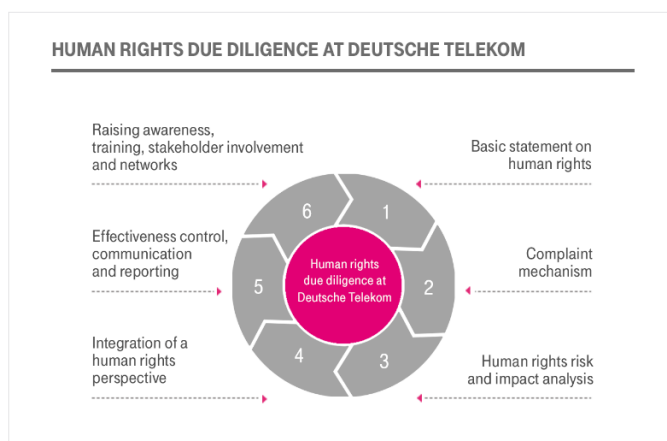 HUMAN RIGHTS DUE DILIGENCE AT DEUTSCHE TELEKOM
Raising awareness,
training, stakeholder involvement
and networks
Basic statement on
human rights
6
1
Effectiveness control,
communication
and reporting
Human rights
due diligence at
Deutsche Telekom
Complaint
mechanism
5
2
Integration of a
human rights
perspective
4
3
Human rights risk
and impact analysis